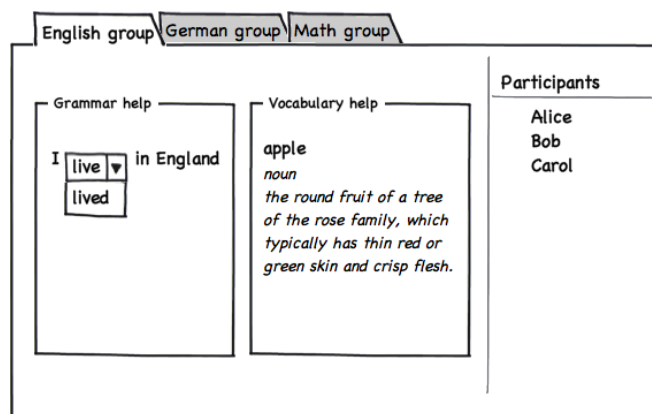 English group
German group
Math group
Grammar help
I live in England
lived
Vocabulary help
apple
noun
the round fruit of a tree
of the rose family, which
typically has thin red or
green skin and crisp flesh.
Participants
Alice
Bob
Carol